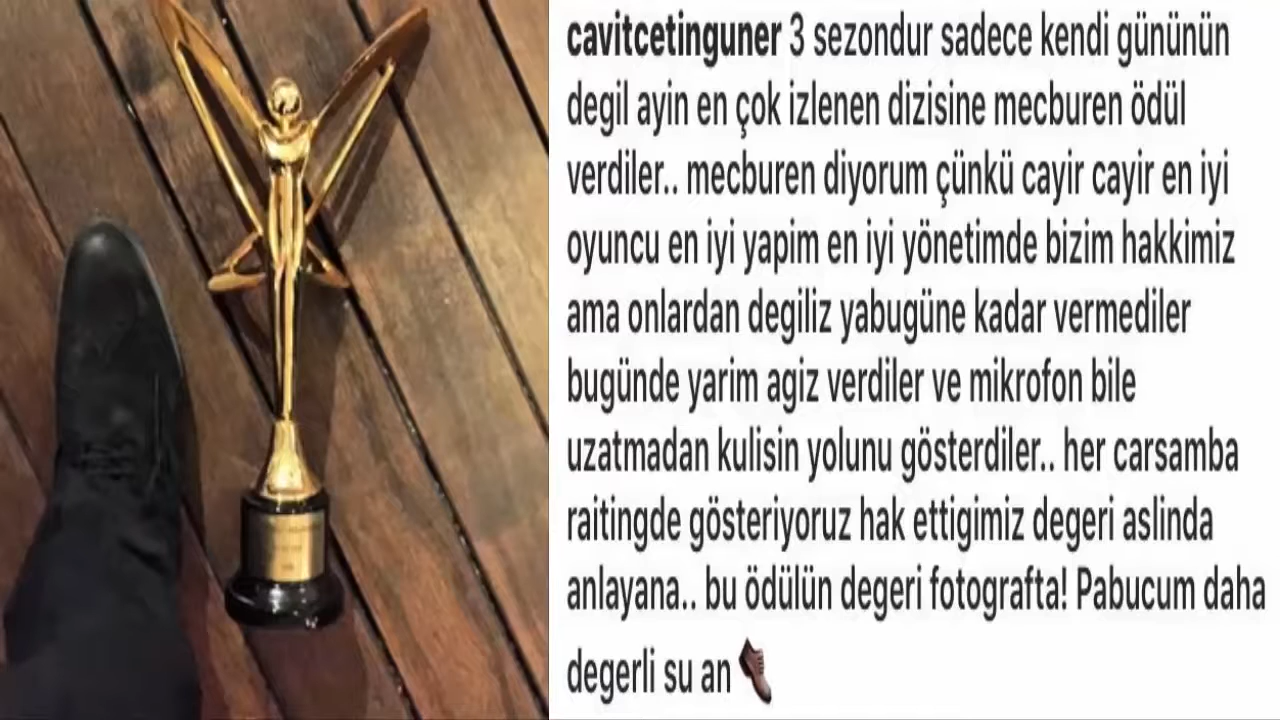 cavitcetinguner 3 sezondur sadece kendi gününün
degil ayin en çok izlenen dizisine mecburen ödül
verdiler.. mecburen diyorum çünkü cayir cayir en iyi
oyuncu en iyi yapim en iyi yönetimde bizim hakkimiz
ama onlardan degiliz yabugüne kadar vermediler
bugünde yarim agiz verdiler ve mikrofon bile
uzatmadan kulisin yolunu gösterdiler.. her carsamba
raitingde gösteriyoruz hak ettigimiz degeri aslinda
anlayana.. bu ödülün degeri fotografta! Pabucum daha
degerli su an